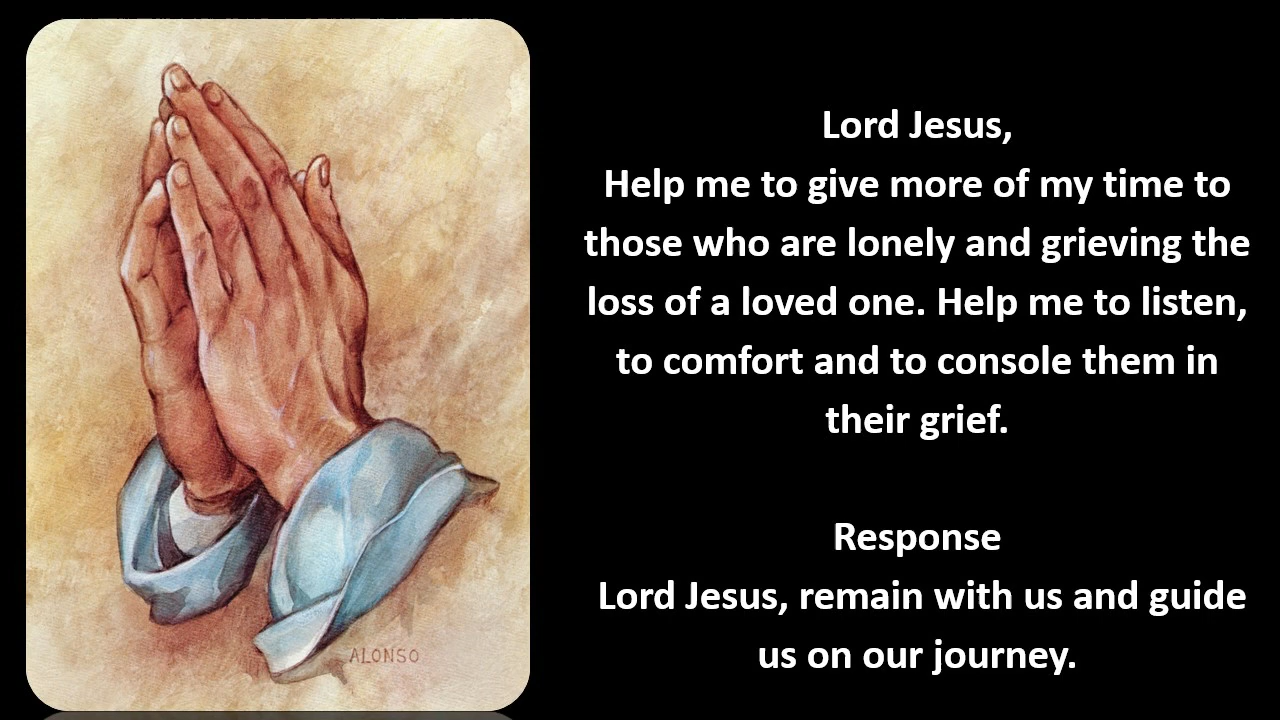 Lord Jesus,
Help me to give more of my time to
those who are lonely and grieving the
loss of a loved one. Help me to listen,
to comfort and to console them in
their grief.
Response
Lord Jesus, remain with us and guide
us on our journey.
ALONSO